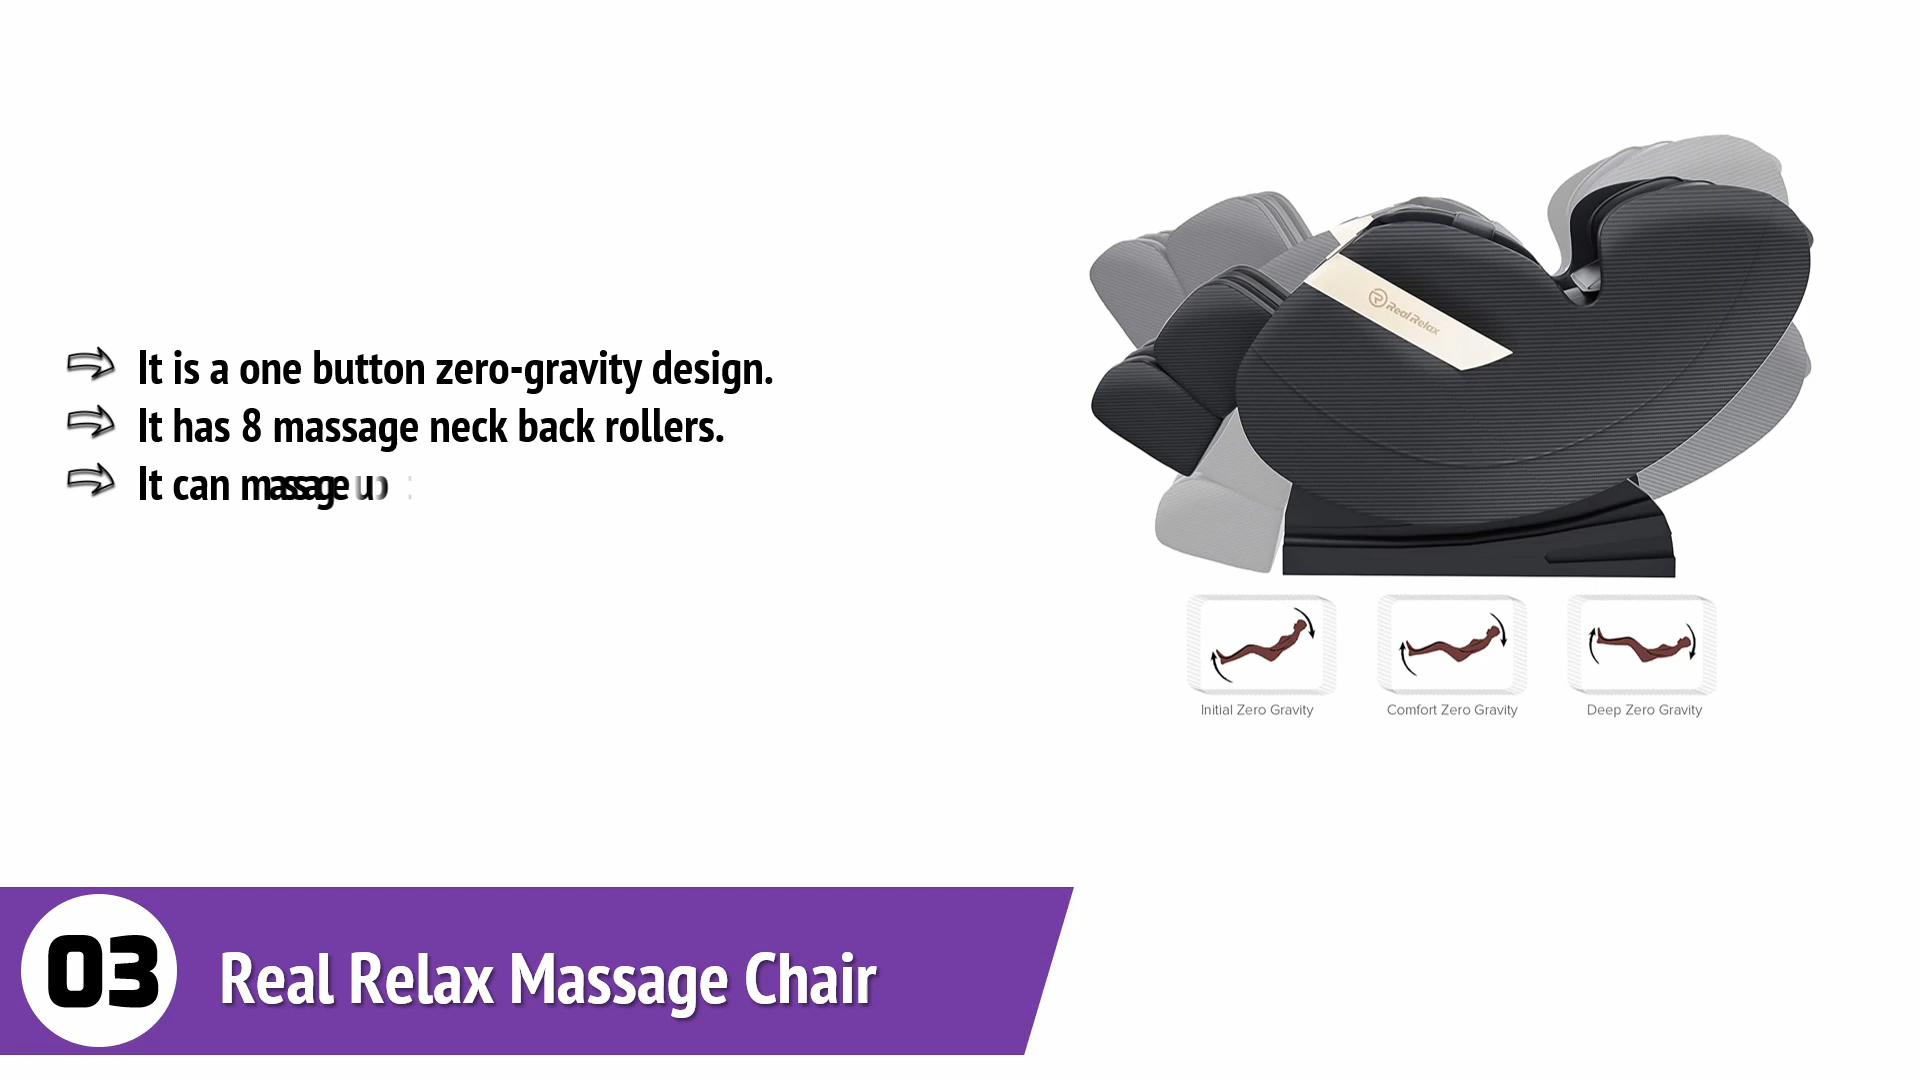 It is a one button zero-gravity design.
It has 8 massage neck back rollers.
It can massage up
Real Relax
Initial Zero Gravity
Comfort Zero Gravity
Deep Zero Gravity
03
Real Relax Massage Chair